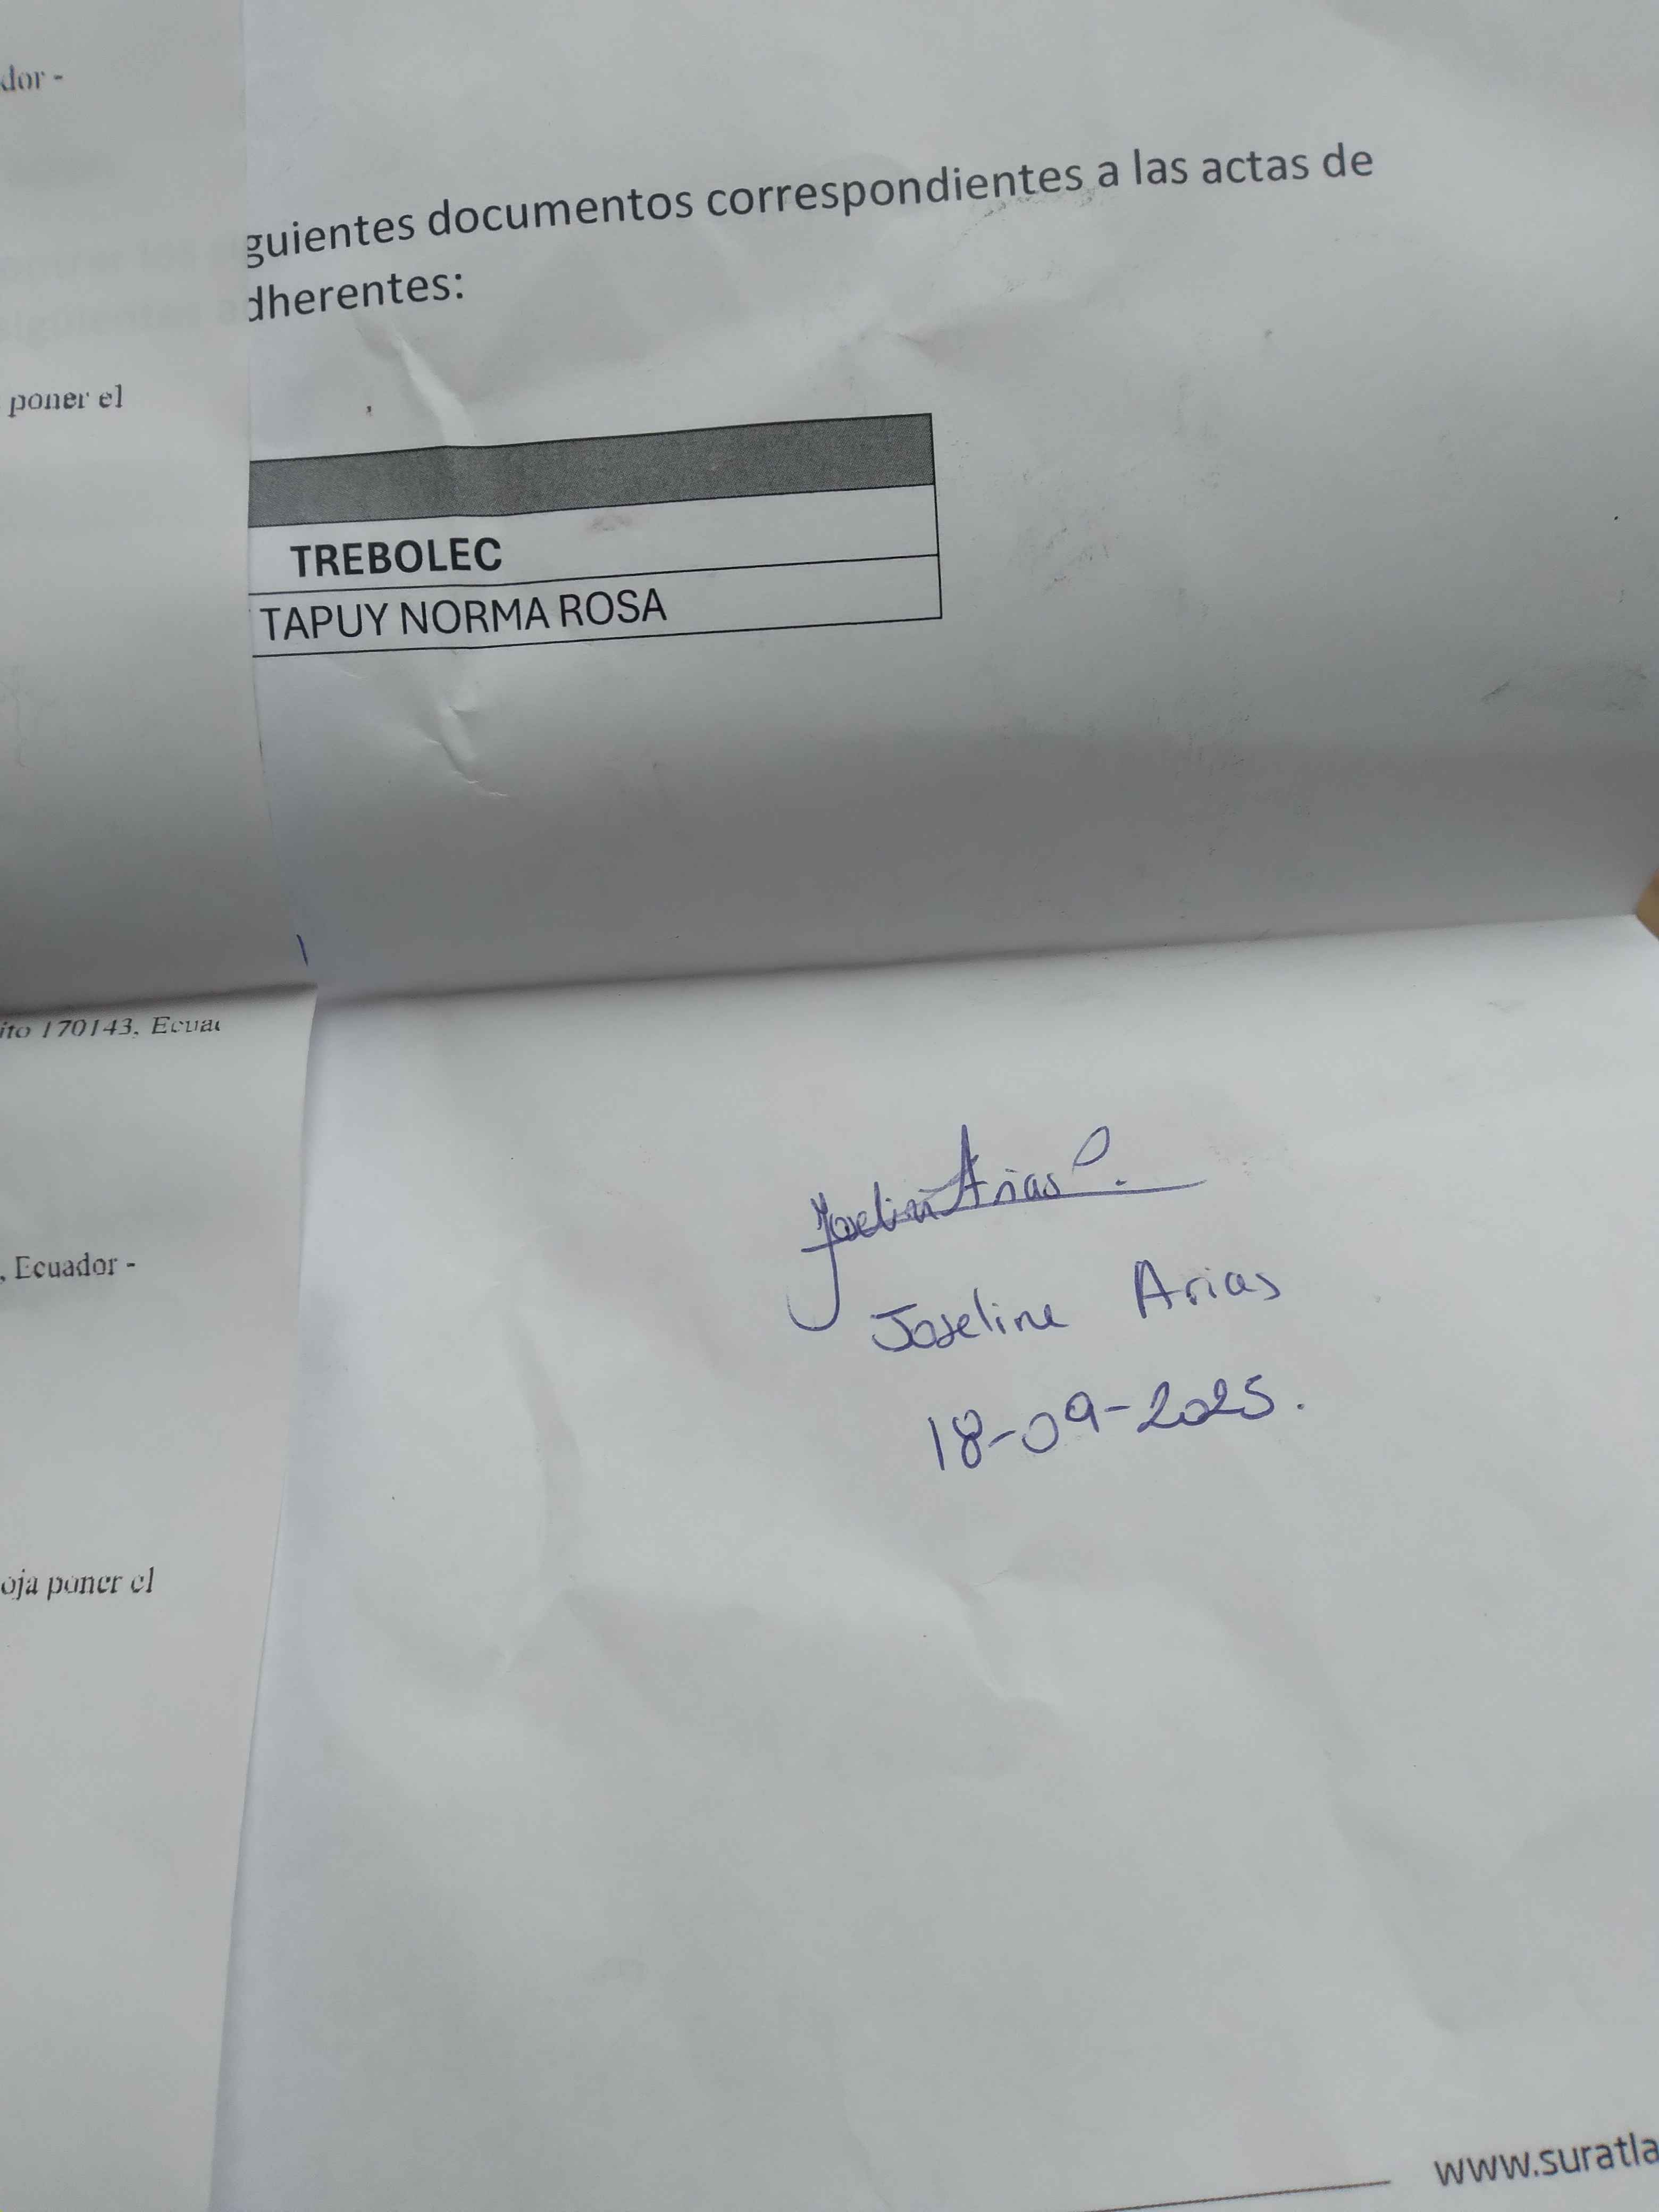 dor -
guientes documentos correspondientes a las actas de
dherentes:
poner el
TREBOLEC
TAPUY NORMA ROSA
ito 170143, Ecuad
Arias
Joseline Arias
18-09-2025.
, Ecuador -
oja poner el
www.suratla